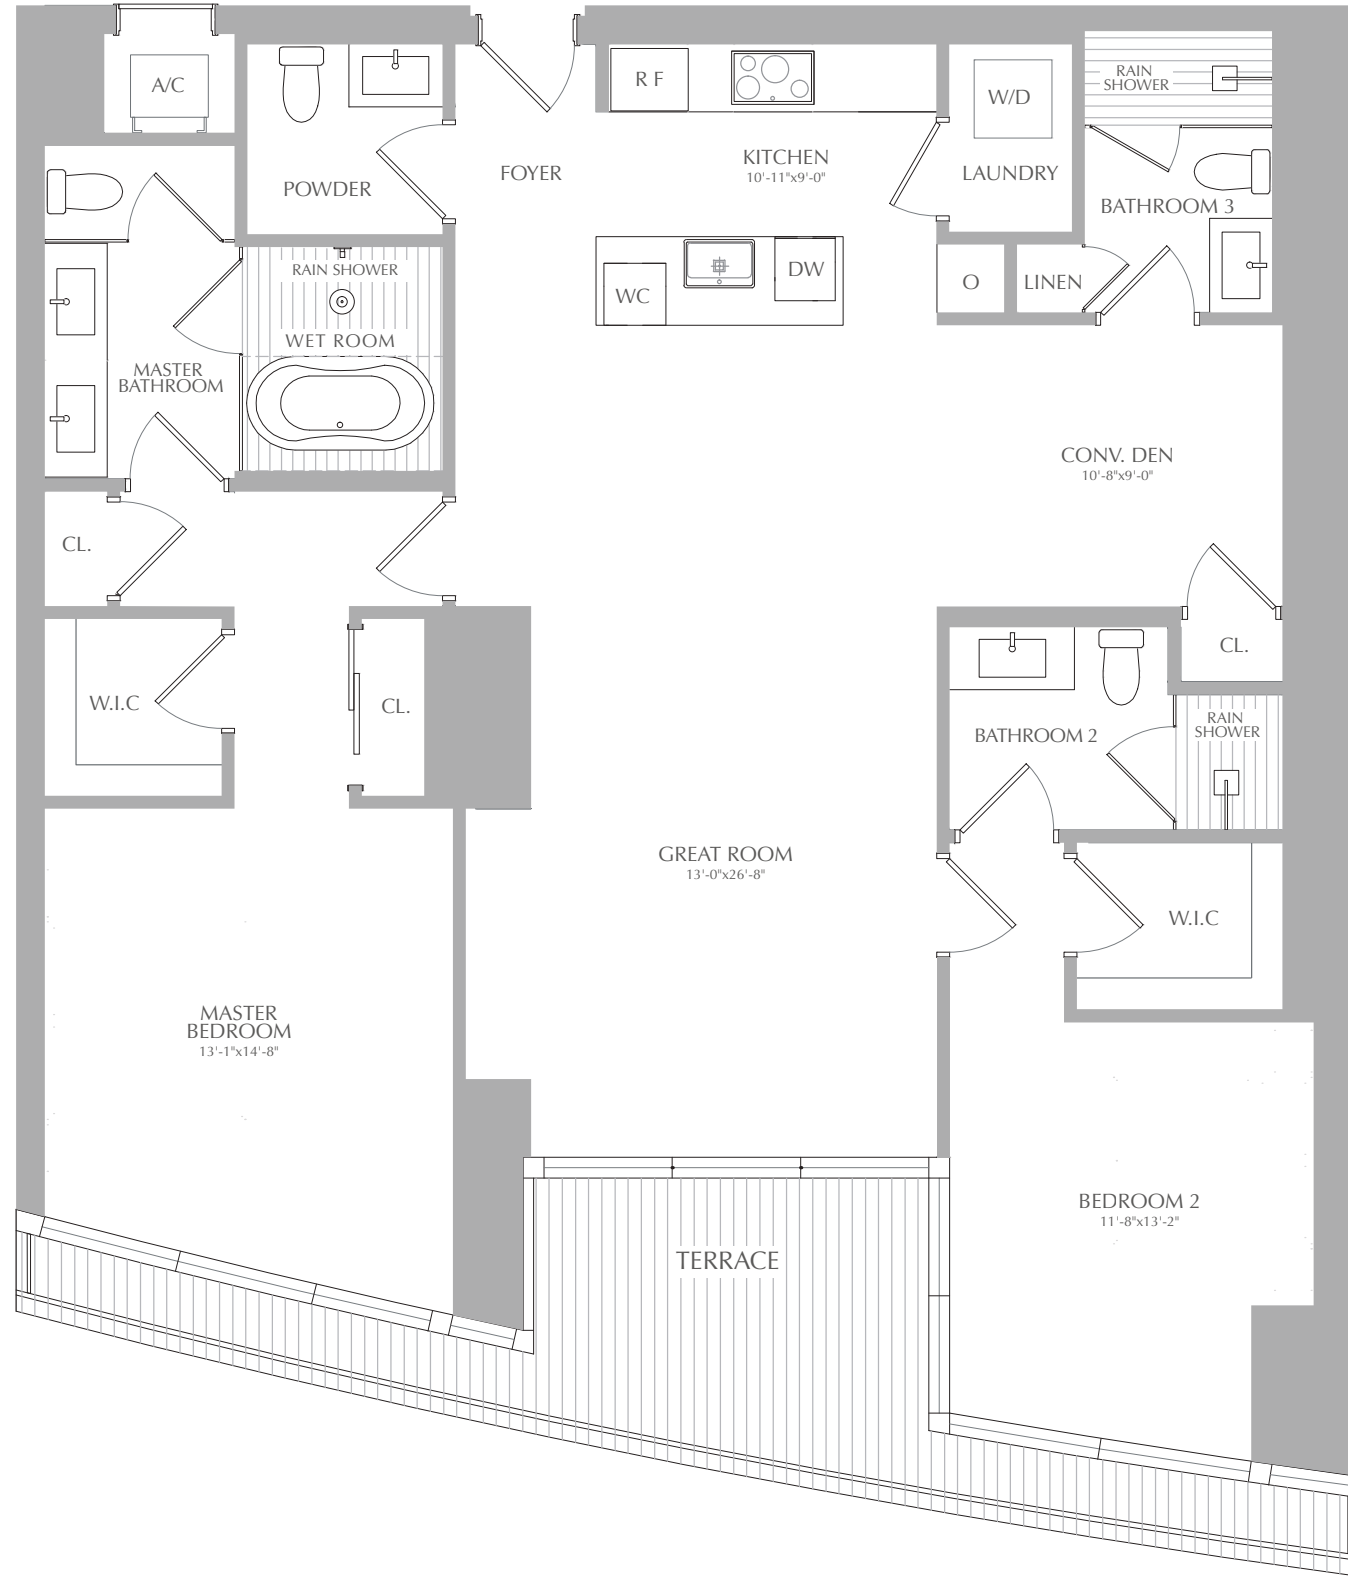 A/C
R F
W/D
RAIN
SHOWER
KITCHEN
10'-11"x9'-0"
FOYER
LAUNDRY
POWDER
BATHROOM 3
RAIN SHOWER
DW
O
LINEN
WC
WET ROOM
MASTER
BATHROOM
CONV. DEN
10'-8"x9'-0"
CL.
CL.
W.I.C
CL.
RAIN
SHOWER
BATHROOM 2
GREAT ROOM
13'-0"x26'-8"
W.I.C
MASTER
BEDROOM
13'-1"x14'-8"
BEDROOM 2
11'-8"x13'-2"
TERRACE